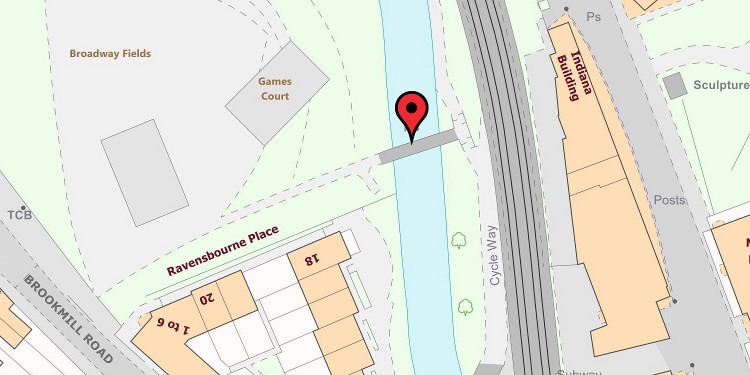 Ps
Broadway Fields
Indiana
Building
Games
Court
Sculpture
Posts
TCB
Ravensbourne Place
Cycle Way
18
20
1 to 6
BROOKMILL ROAD
Subway